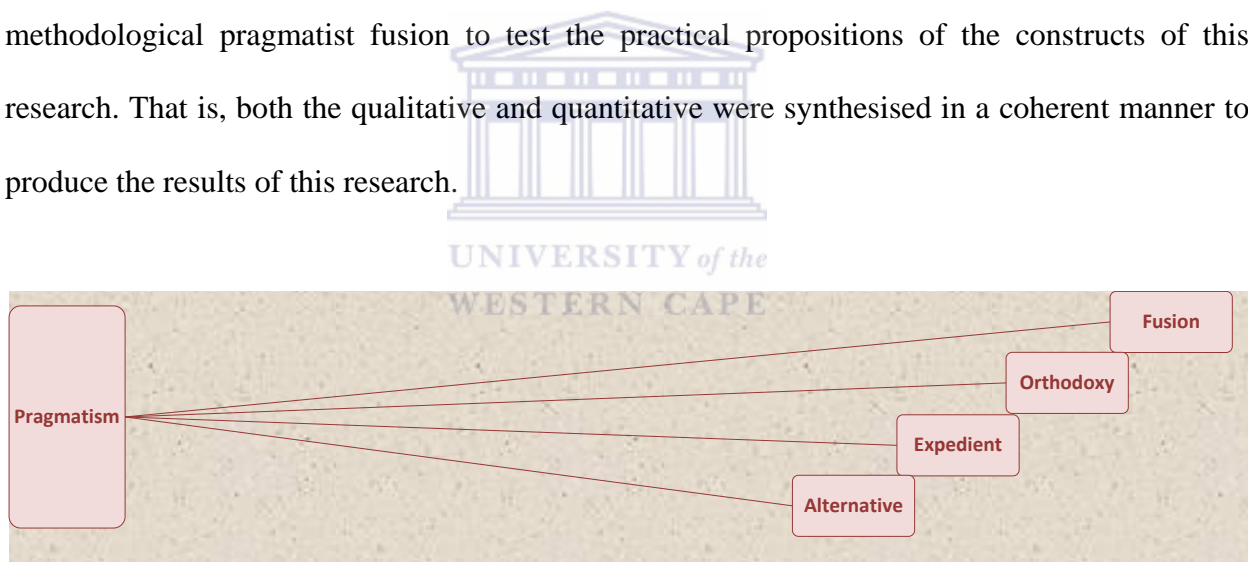 methodological pragmatist fusion to test the practical propositions of the constructs of this
research. That is, both the qualitative and quantitative were synthesised in a coherent manner to
produce the results of this research.
UNIVERSITY of the
WESTERN CAPE
Fusion
Orthodoxy
Pragmatism
Expedient
Alternative